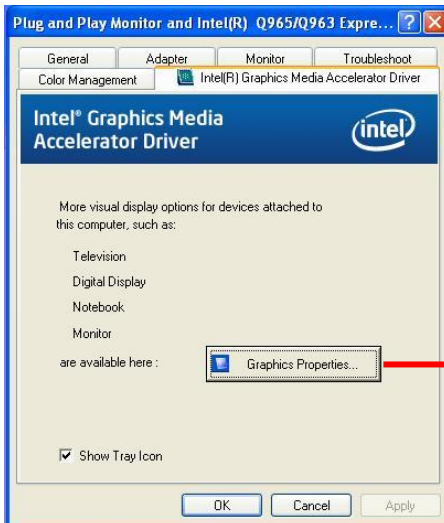 Plug and Play Monitor and Intel(R) Q965/Q963 Expre...
General Adapter Monitor Troubleshoot
Color Management Intel(R) Graphics Media Accelerator Driver
Intel® Graphics Media
Accelerator Driver
intel
More visual display options for devices attached to
this computer, such as:
Television
Digital Display
Notebook
Monitor
are available here : Graphics Properties...
Show Tray Icon
OK Cancel Apply